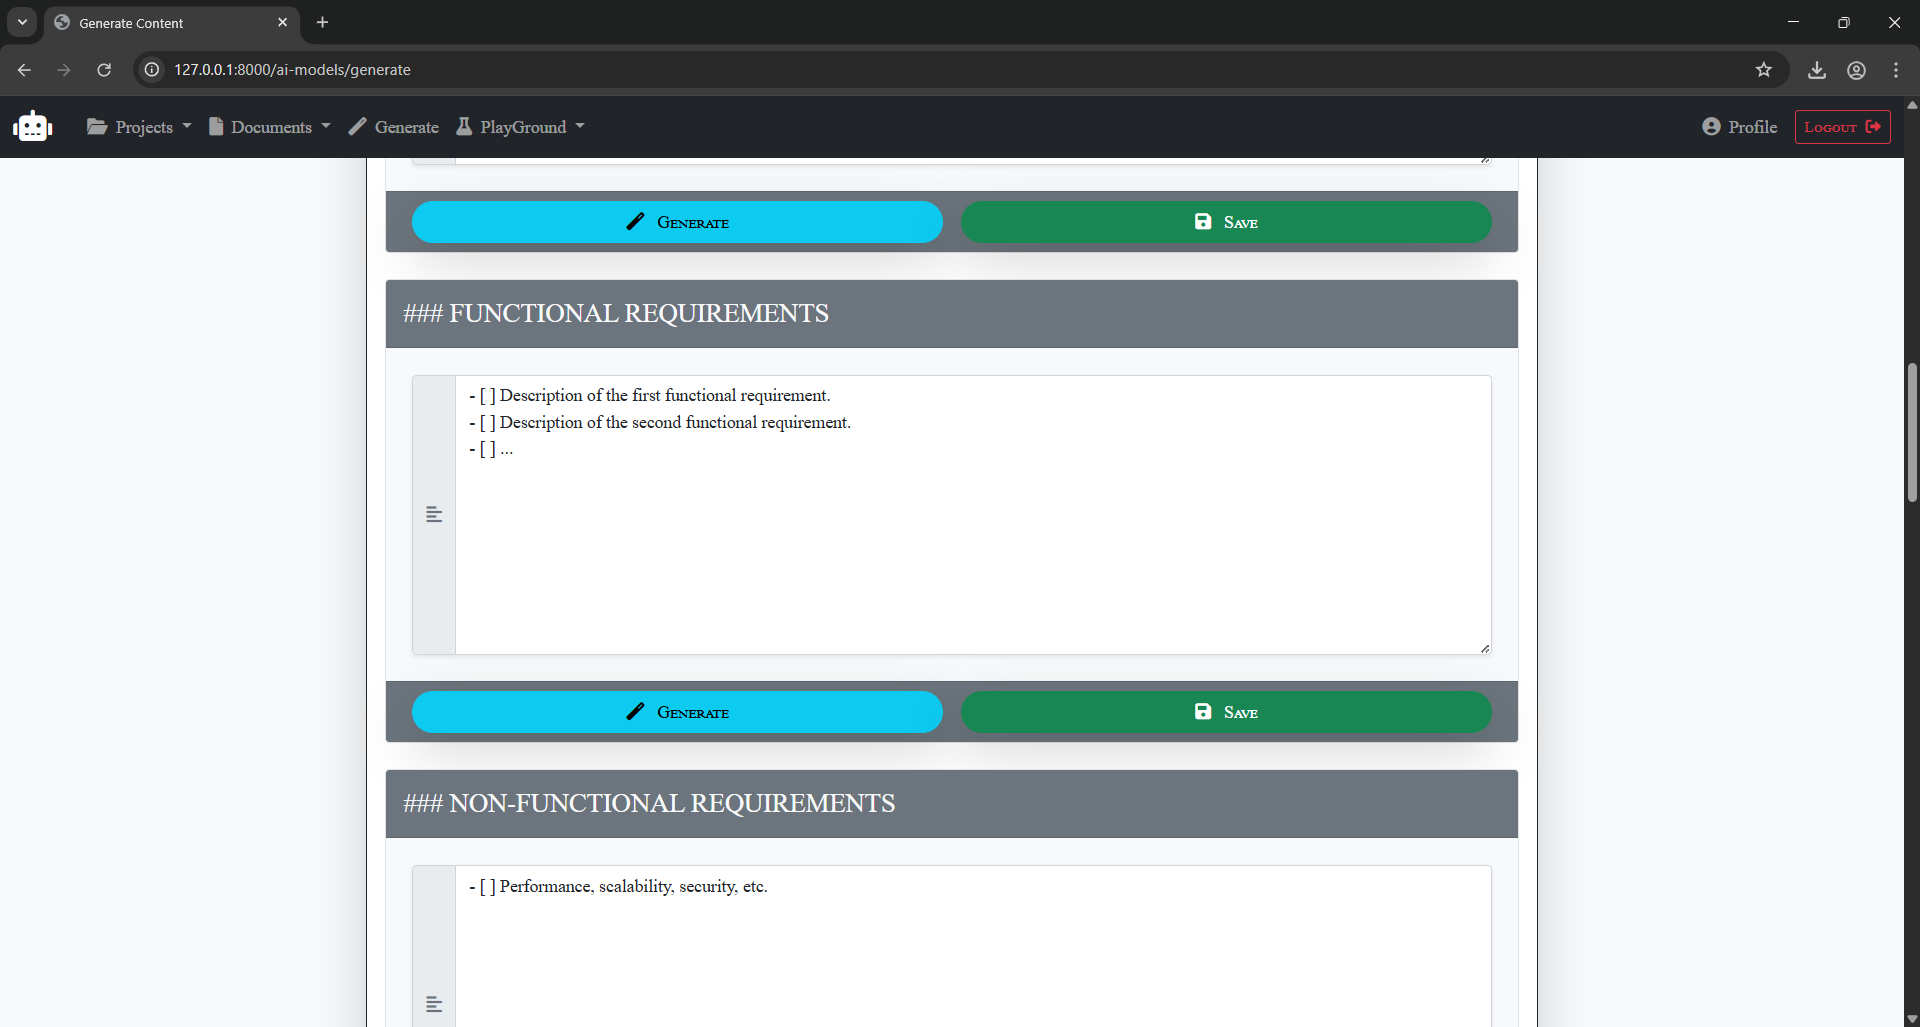 Generate Content
127.0.0.1:8000/ai-models/generate
Projects Documents Generate PlayGround Profile Logout
Generate Save
### FUNCTIONAL REQUIREMENTS
- [ ] Description of the first functional requirement.
- [ ] Description of the second functional requirement.
- [ ] ...
Generate Save
### NON-FUNCTIONAL REQUIREMENTS
- [ ] Performance, scalability, security, etc.